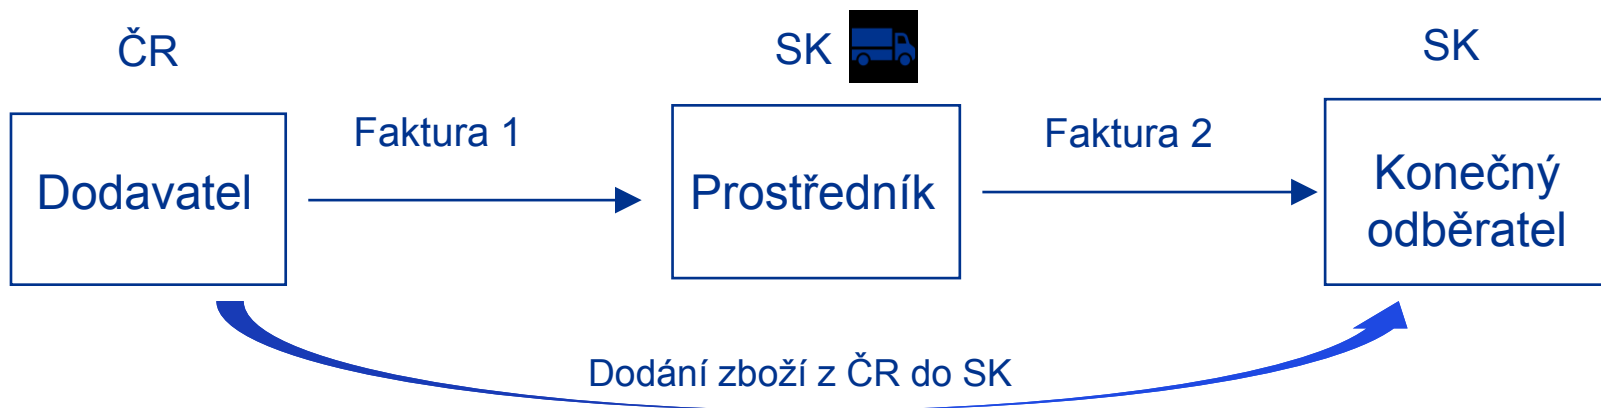 ČR
SK
SK
Faktura 1
Faktura 2
Dodavatel
Prostředník
Konečný
odběratel
Dodání zboží z ČR do SK